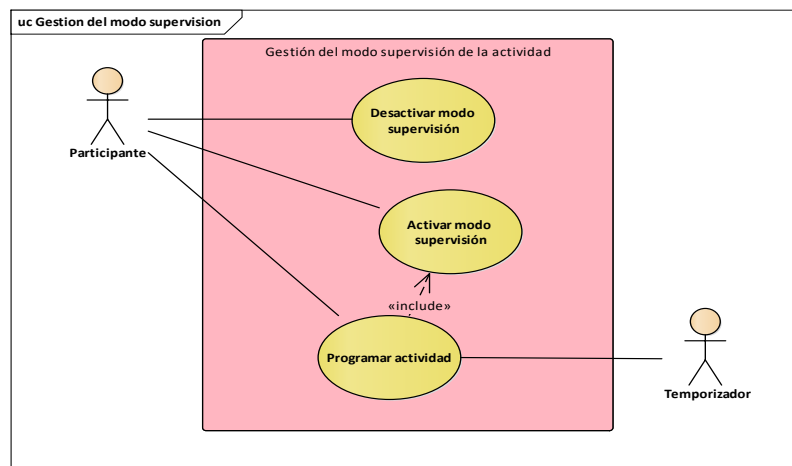 uc Gestion del modo supervision
Gestión del modo supervisión de la actividad
Desactivar modo
supervisión
Participante
Activar modo
supervisión
«include»
Programar actividad
Temporizador